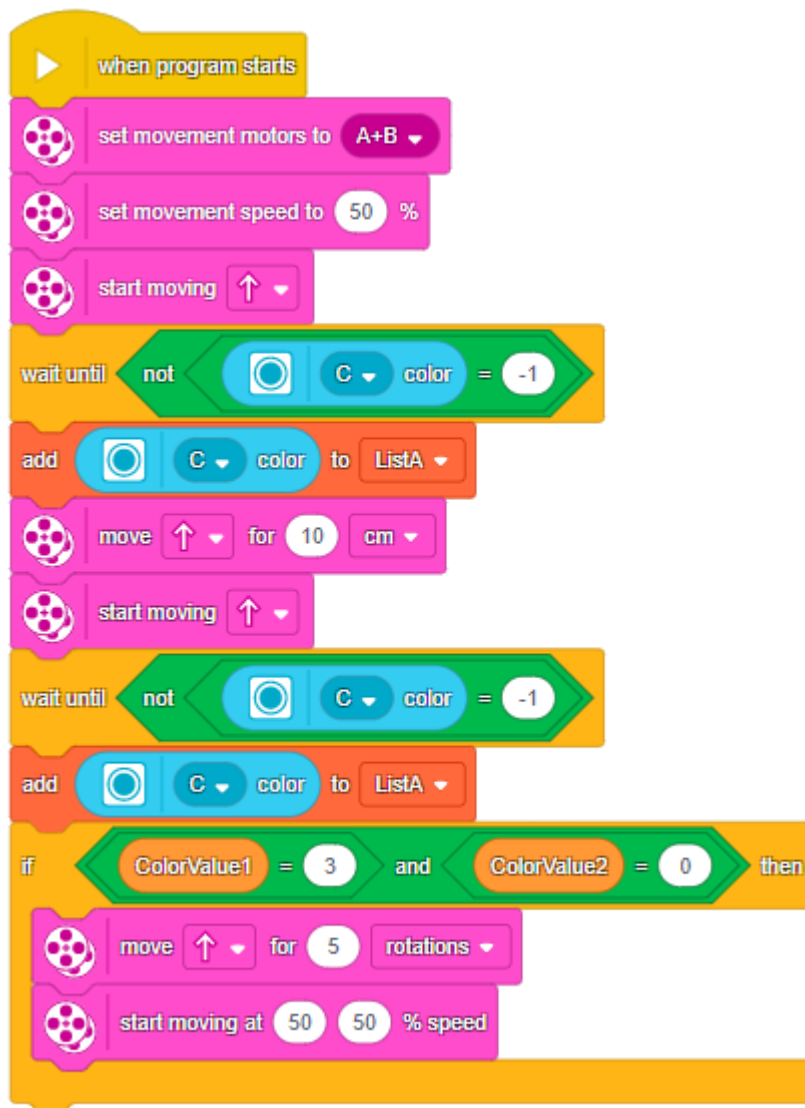 when program starts
set movement motors to A+B
set movement speed to 50 %
start moving ↑
wait until not C color = -1
add C color to ListA
move ↑ for 10 cm
start moving ↑
wait until not C color = -1
add C color to ListA
if ColorValue1 = 3 and ColorValue2 = 0 then
move ↑ for 5 rotations
start moving at 50 50 % speed